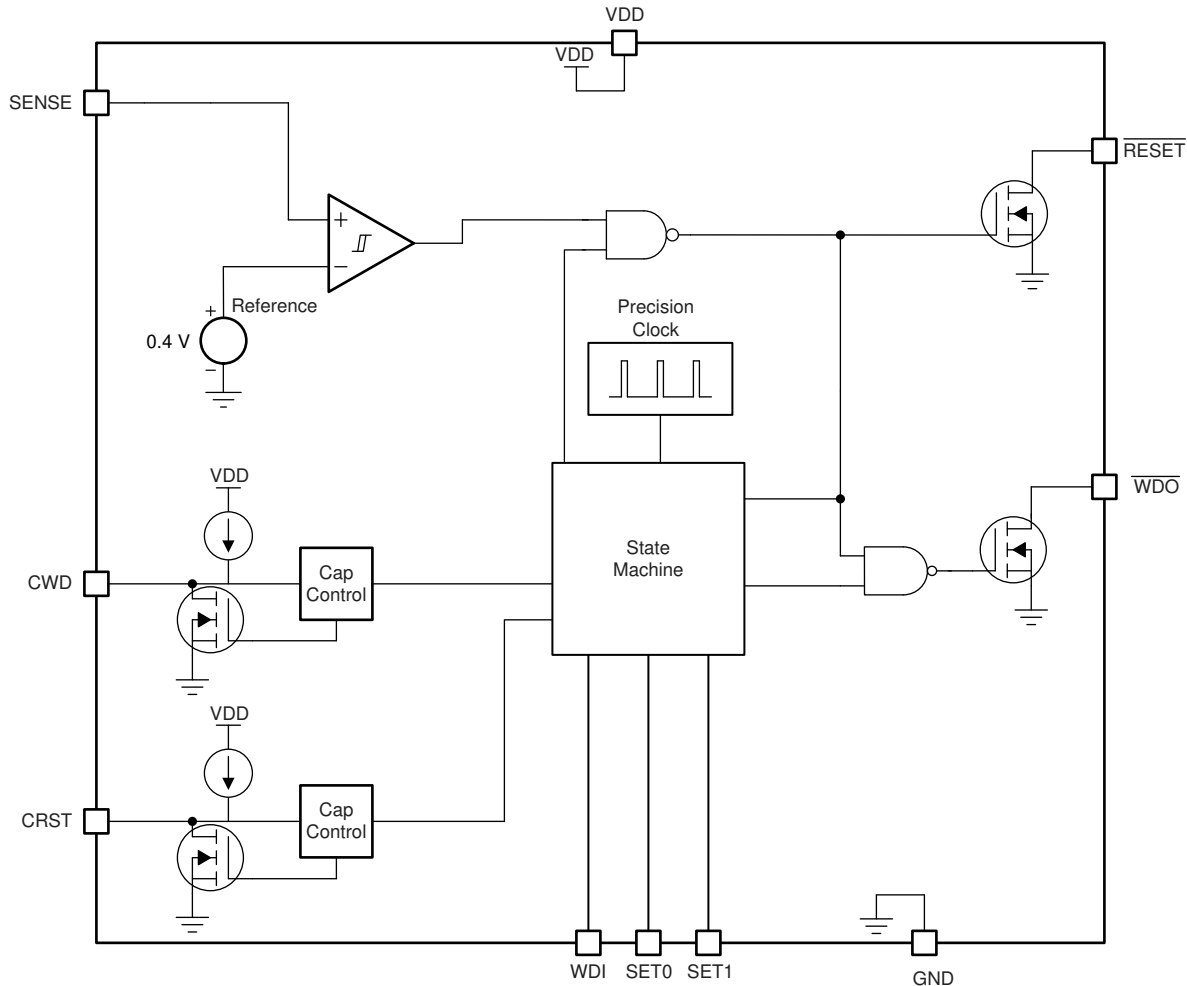 VDD
VDD
SENSE
RESET
+
−
+
Reference
0.4 V
−
Precision
Clock
VDD
WDO
CWD
Cap
Control
State
Machine
VDD
CRST
Cap
Control
WDI
SET0
SET1
GND